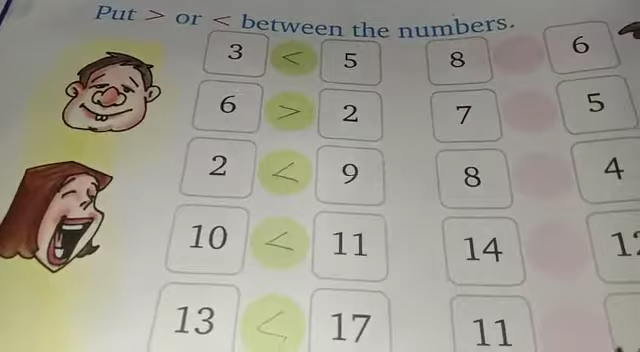 Put > or < between the numbers.
3 < 5 8 6
6 > 2 7 5
2 < 9 8 4
10 < 11 14
13 < 17 11